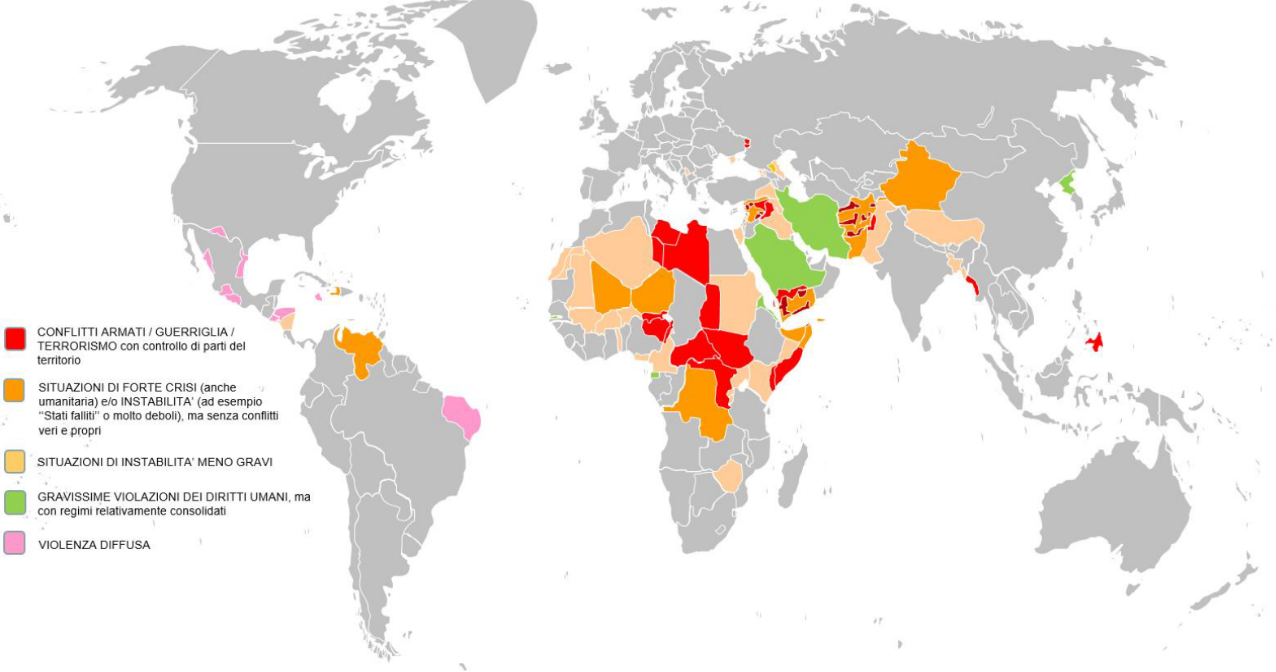 CONFLITTI ARMATI / GUERRIGLIA /
TERRORISMO con controllo di parti del
territorio
SITUAZIONI DI FORTE CRISI (anche
umanitaria) e/o INSTABILITA' (ad esempio
"Stati falliti" o molto deboli), ma senza conflitti
veri e propri
SITUAZIONI DI INSTABILITA' MENO GRAVI
GRAVISSIME VIOLAZIONI DEI DIRITTI UMANI, ma
con regimi relativamente consolidati
VIOLENZA DIFFUSA